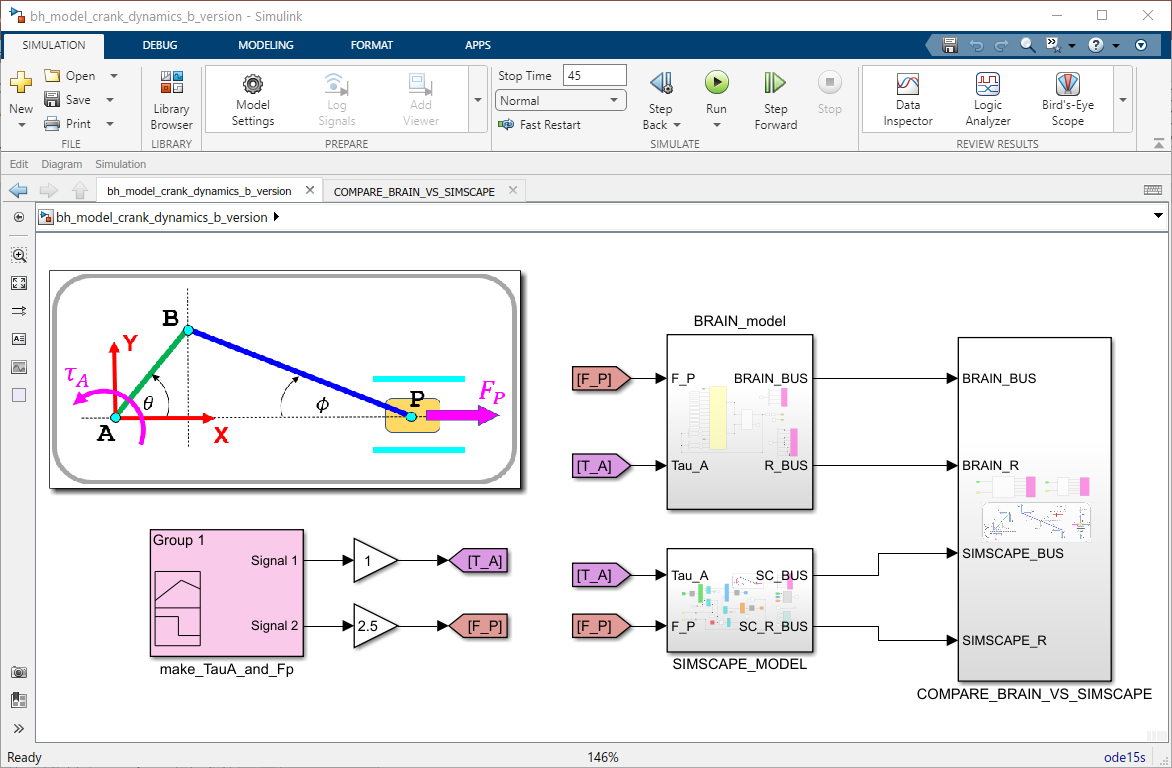 bh_model_crank_dynamics_b_version - Simulink
SIMULATION DEBUG MODELING FORMAT APPS
New
Open
Save
Print
FILE
Library
Browser
LIBRARY
Model
Settings
Log
Signals
Add
Viewer
PREPARE
Stop Time 45
Normal
Fast Restart
Step
Back
Run
Step
Forward
Stop
SIMULATE
Data
Inspector
Logic
Analyzer
Bird's-Eye
Scope
REVIEW RESULTS
Edit Diagram Simulation
bh_model_crank_dynamics_b_version COMPARE_BRAIN_VS_SIMSCAPE
bh_model_crank_dynamics_b_version
B
Y
τA
θ
A
X
ϕ
P
FP
BRAIN_model
[F_P] F_P BRAIN_BUS
[T_A] Tau_A R_BUS
BRAIN_BUS
BRAIN_R
SIMSCAPE_BUS
SIMSCAPE_R
COMPARE_BRAIN_VS_SIMSCAPE
Group 1
Signal 1 1 [T_A]
Signal 2 2.5 [F_P]
make_TauA_and_Fp
[T_A] Tau_A SC_BUS
[F_P] F_P SC_R_BUS
SIMSCAPE_MODEL
Ready 146% ode15s